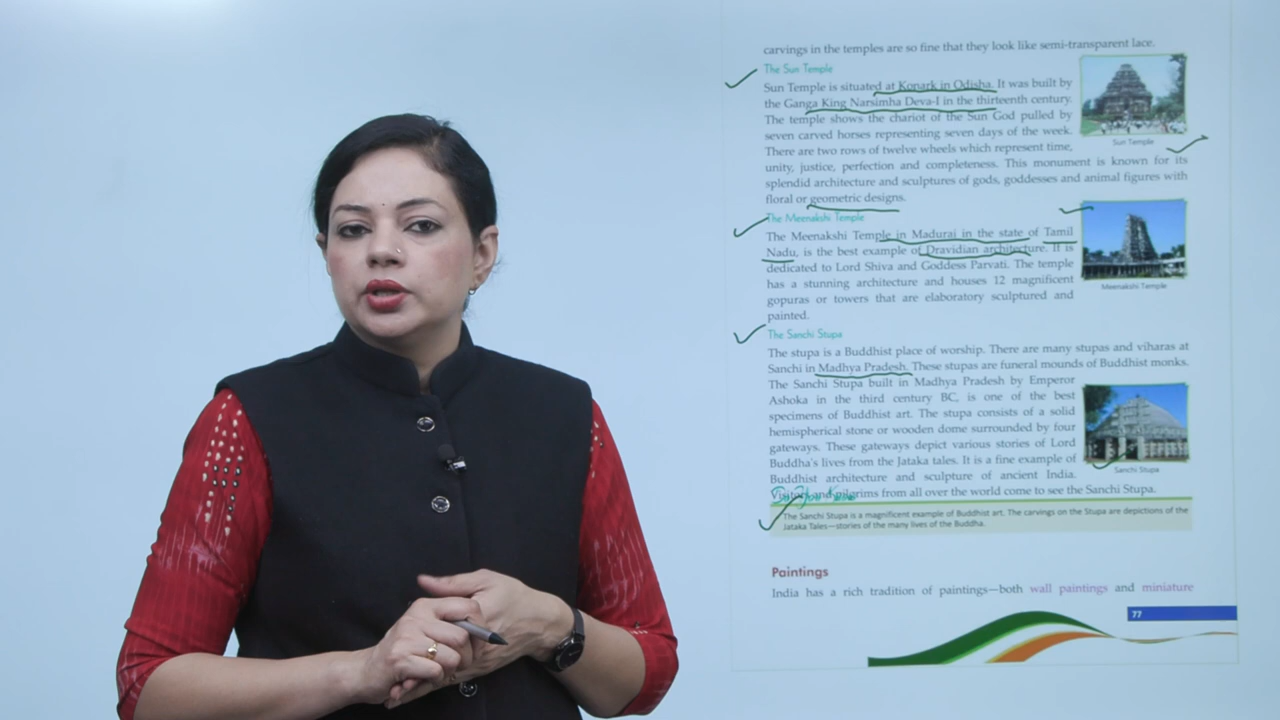 carvings in the temples are so fine that they look like semi-transparent lace.
The Sun Temple
Sun Temple is situated at Konark in Odisha. It was built by
the Ganga King Narsimha Deva-I in the thirteenth century.
The temple shows the chariot of the Sun God pulled by
seven carved horses representing seven days of the week.
There are two rows of twelve wheels which represent time,
unity, justice, perfection and completeness. This monument is known for its
splendid architecture and sculptures of gods, goddesses and animal figures with
floral or geometric designs.
Sun Temple
The Meenakshi Temple
The Meenakshi Temple in Madurai in the state of Tamil
Nadu, is the best example of Dravidian architecture. It is
dedicated to Lord Shiva and Goddess Parvati. The temple
has a stunning architecture and houses 12 magnificent
gopuras or towers that are elaboratory sculptured and
painted.
Meenakshi Temple
The Sanchi Stupa
The stupa is a Buddhist place of worship. There are many stupas and viharas at
Sanchi in Madhya Pradesh. These stupas are funeral mounds of Buddhist monks.
The Sanchi Stupa built in Madhya Pradesh by Emperor
Ashoka in the third century BC, is one of the best
specimens of Buddhist art. The stupa consists of a solid
hemispherical stone or wooden dome surrounded by four
gateways. These gateways depict various stories of Lord
Buddha's lives from the Jataka tales. It is a fine example of
Buddhist architecture and sculpture of ancient India.
Visitors and pilgrims from all over the world come to see the Sanchi Stupa.
Sanchi Stupa
The Sanchi Stupa is a magnificent example of Buddhist art. The carvings on the Stupa are depictions of the
Jataka Tales—stories of the many lives of the Buddha.
Paintings
India has a rich tradition of paintings—both wall paintings and miniature
77